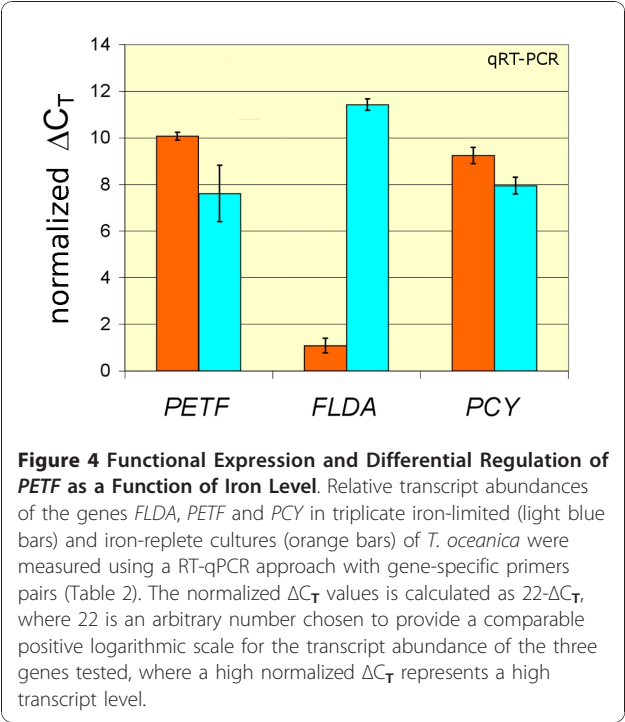 14
qRT-PCR
12
10
8
6
4
2
0
normalized ΔCT
PETF FLDA PCY
Figure 4 Functional Expression and Differential Regulation of
PETF as a Function of Iron Level. Relative transcript abundances
of the genes FLDA, PETF and PCY in triplicate iron-limited (light blue
bars) and iron-replete cultures (orange bars) of T. oceanica were
measured using a RT-qPCR approach with gene-specific primers
pairs (Table 2). The normalized ΔCT values is calculated as 22-ΔCT,
where 22 is an arbitrary number chosen to provide a comparable
positive logarithmic scale for the transcript abundance of the three
genes tested, where a high normalized ΔCT represents a high
transcript level.